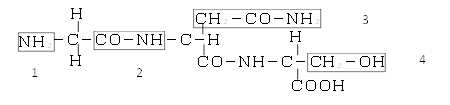 CH₂—CO—NH₂ 3
H
NH₂—C—CO—NH—C—H
H
H
1 2 CO—NH—C—CH₂—OH 4
COOH